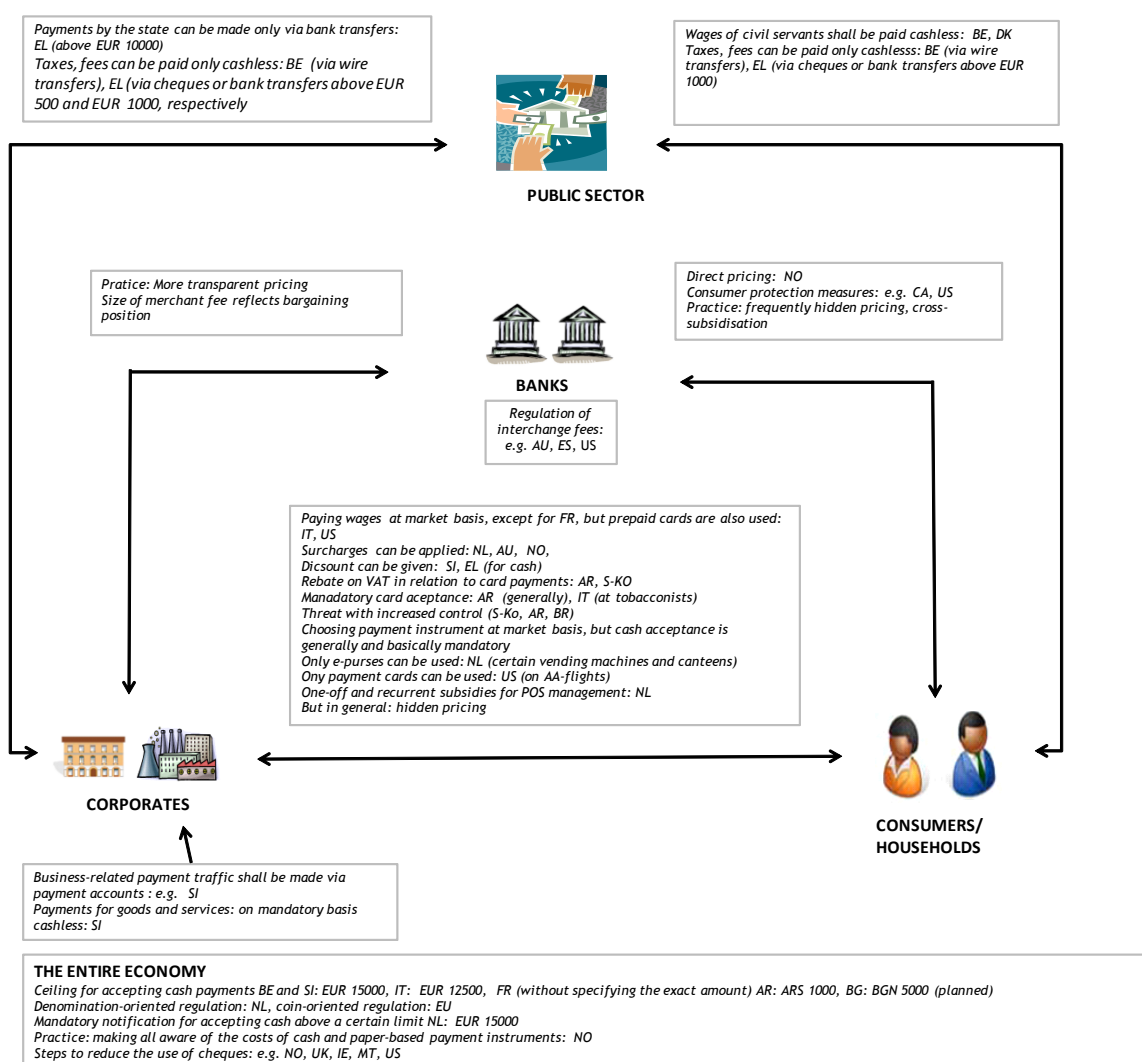 Payments by the state can be made only via bank transfers:
EL (above EUR 10000)
Taxes, fees can be paid only cashless: BE (via wire
transfers), EL (via cheques or bank transfers above EUR
500 and EUR 1000, respectively
Wages of civil servants shall be paid cashless: BE, DK
Taxes, fees can be paid only cashlesss: BE (via wire
transfers), EL (via cheques or bank transfers above EUR
1000)
PUBLIC SECTOR
Pratice: More transparent pricing
Size of merchant fee reflects bargaining
position
Direct pricing: NO
Consumer protection measures: e.g. CA, US
Practice: frequently hidden pricing, cross-
subsidisation
BANKS
Regulation of
interchange fees:
e.g. AU, ES, US
Paying wages at market basis, except for FR, but prepaid cards are also used:
IT, US
Surcharges can be applied: NL, AU, NO,
Dicsount can be given: SI, EL (for cash)
Rebate on VAT in relation to card payments: AR, S-KO
Manadatory card aceptance: AR (generally), IT (at tobacconists)
Threat with increased control (S-Ko, AR, BR)
Choosing payment instrument at market basis, but cash acceptance is
generally and basically mandatory
Only e-purses can be used: NL (certain vending machines and canteens)
Ony payment cards can be used: US (on AA-flights)
One-off and recurrent subsidies for POS management: NL
But in general: hidden pricing
CORPORATES
CONSUMERS/
HOUSEHOLDS
Business-related payment traffic shall be made via
payment accounts : e.g. SI
Payments for goods and services: on mandatory basis
cashless: SI
THE ENTIRE ECONOMY
Ceiling for accepting cash payments BE and SI: EUR 15000, IT: EUR 12500, FR (without specifying the exact amount) AR: ARS 1000, BG: BGN 5000 (planned)
Denomination-oriented regulation: NL, coin-oriented regulation: EU
Mandatory notification for accepting cash above a certain limit NL: EUR 15000
Practice: making all aware of the costs of cash and paper-based payment instruments: NO
Steps to reduce the use of cheques: e.g. NO, UK, IE, MT, US